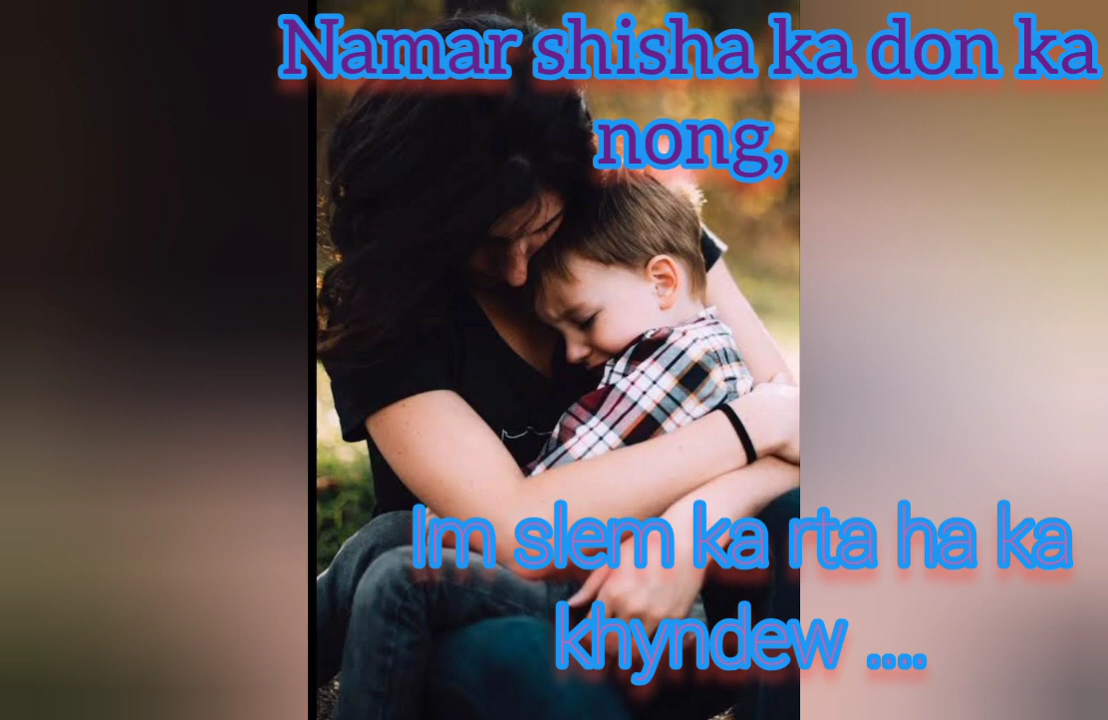 Namar shisha ka don ka
nong,
Im slem ka rta ha ka
khyndew ....